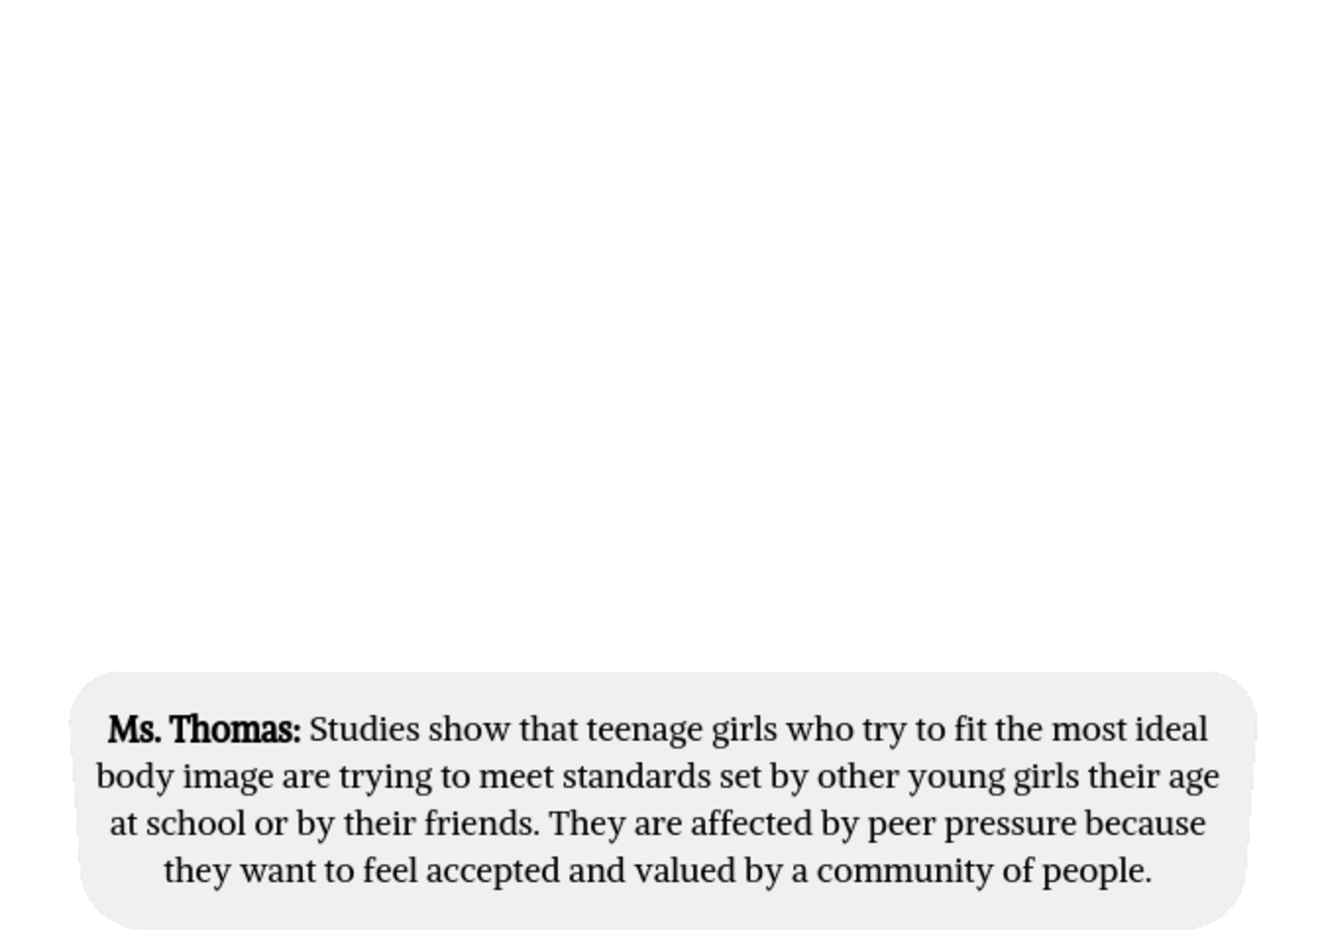 Ms. Thomas: Studies show that teenage girls who try to fit the most ideal
body image are trying to meet standards set by other young girls their age
at school or by their friends. They are affected by peer pressure because
they want to feel accepted and valued by a community of people.